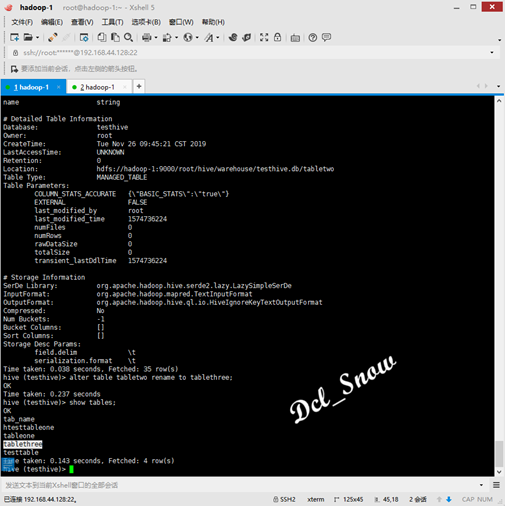 hadoop-1    root@hadoop-1:~ - Xshell 5
文件(F) 编辑(E) 查看(V) 工具(T) 选项卡(B) 窗口(W) 帮助(H)
ssh://root:******@192.168.44.128:22
要添加当前会话，点击左侧的箭头按钮。
1 hadoop-1 2 hadoop-1
name string
# Detailed Table Information
Database: testhive
Owner: root
CreateTime: Tue Nov 26 09:45:21 CST 2019
LastAccessTime: UNKNOWN
Retention: 0
Location: hdfs://hadoop-1:9000/root/hive/warehouse/testhive.db/tabletwo
Table Type: MANAGED_TABLE
Table Parameters:
COLUMN_STATS_ACCURATE {\"BASIC_STATS\":\"true\"}
EXTERNAL FALSE
last_modified_by root
last_modified_time 1574736224
numFiles 0
numRows 0
rawDataSize 0
totalSize 0
transient_lastDdlTime 1574736224
# Storage Information
SerDe Library: org.apache.hadoop.hive.serde2.lazy.LazySimpleSerDe
InputFormat: org.apache.hadoop.mapred.TextInputFormat
OutputFormat: org.apache.hadoop.hive.ql.io.HiveIgnoreKeyTextOutputFormat
Compressed: No
Num Buckets: -1
Bucket Columns: []
Sort Columns: []
Storage Desc Params:
field.delim \t
serialization.format \t
Time taken: 0.038 seconds, Fetched: 35 row(s)
hive (testhive)> alter table tabletwo rename to tablethree;
OK
Time taken: 0.237 seconds
hive (testhive)> show tables;
OK
tab_name
htesttableone
tableone
tablethree
testtable
Time taken: 0.143 seconds, Fetched: 4 row(s)
hive (testhive)>
Dcl_Snow
发送文本到当前Xshell窗口的全部会话
已连接 192.168.44.128:22。 SSH2 xterm 125x45 45,18 2 会话 CAP NUM